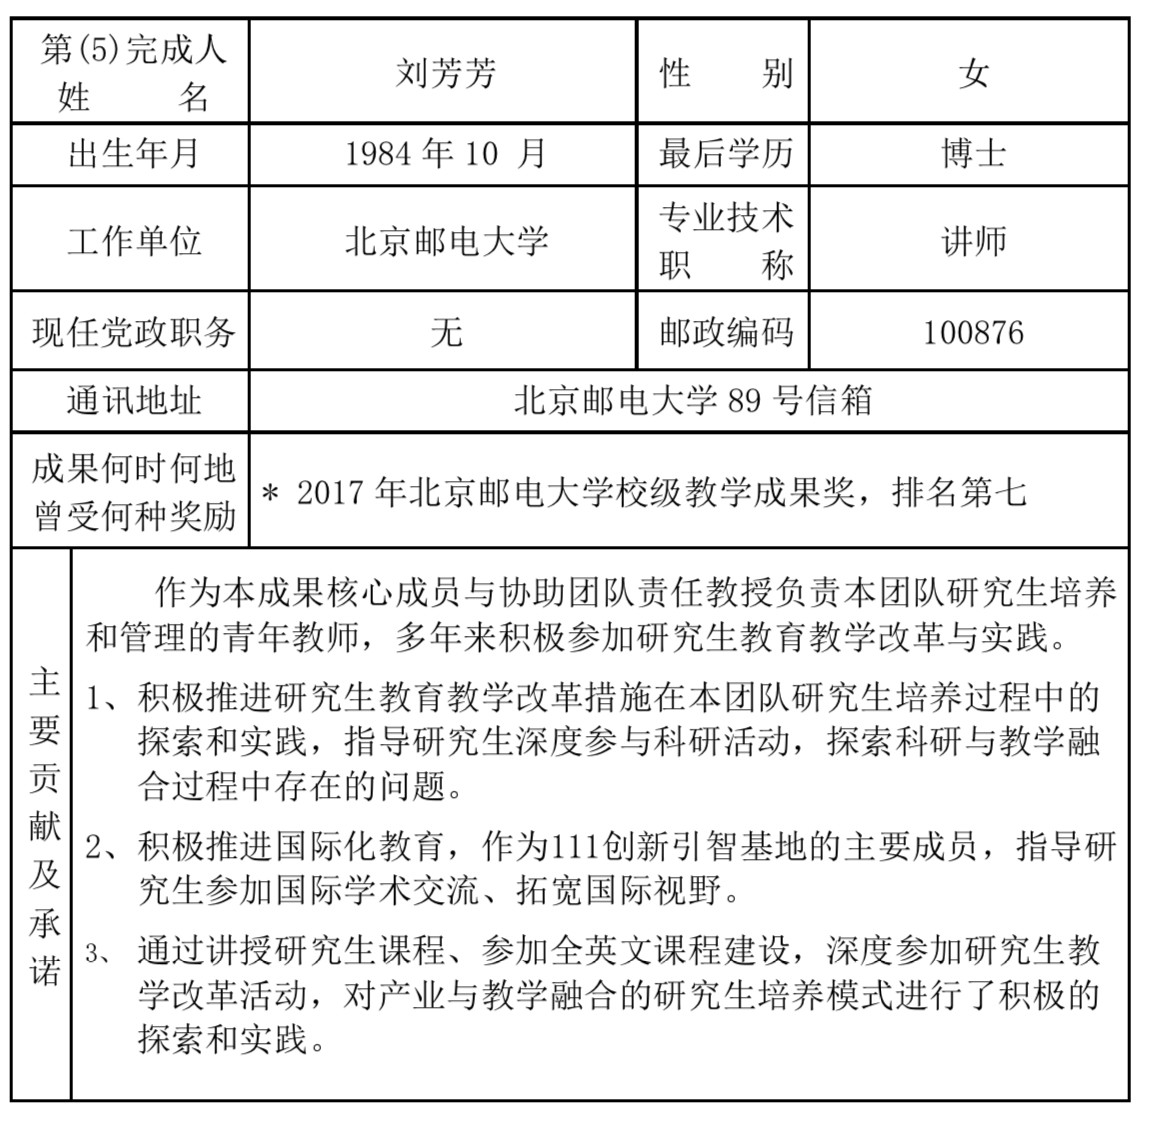 第(5)完成人
姓 名
刘芳芳
性 别
女
出生年月
1984 年 10 月
最后学历
博士
工作单位
北京邮电大学
专业技术
职 称
讲师
现任党政职务
无
邮政编码
100876
通讯地址
北京邮电大学 89 号信箱
成果何时何地
曾受何种奖励
* 2017 年北京邮电大学校级教学成果奖，排名第七
主要贡献及承诺
作为本成果核心成员与协助团队责任教授负责本团队研究生培养
和管理的青年教师，多年来积极参加研究生教育教学改革与实践。
1、积极推进研究生教育教学改革措施在本团队研究生培养过程中的
探索和实践，指导研究生深度参与科研活动，探索科研与教学融
合过程中存在的问题。
2、积极推进国际化教育，作为111创新引智基地的主要成员，指导研
究生参加国际学术交流、拓宽国际视野。
3、 通过讲授研究生课程、参加全英文课程建设，深度参加研究生教
学改革活动，对产业与教学融合的研究生培养模式进行了积极的
探索和实践。